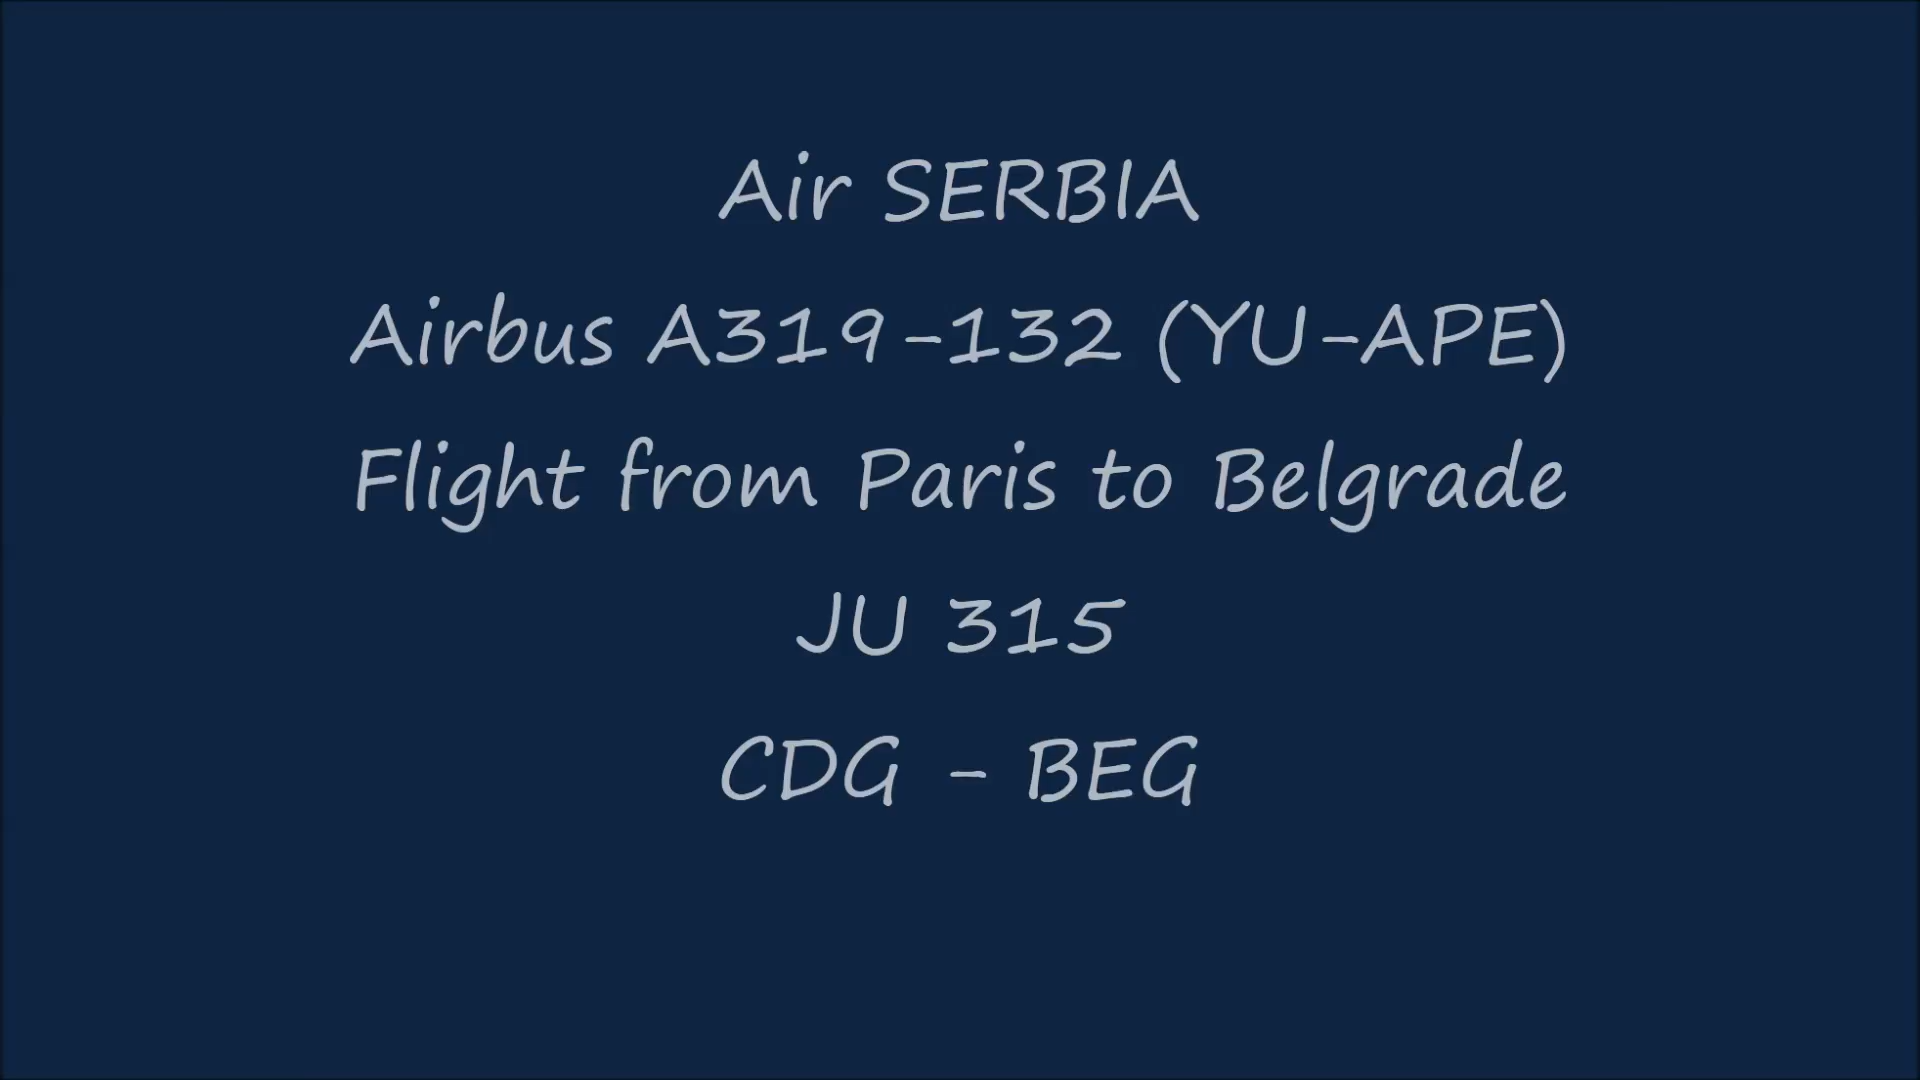 Air SERBIA
Airbus A319-132 (YU-APE)
Flight from Paris to Belgrade
JU 315
CDG - BEG